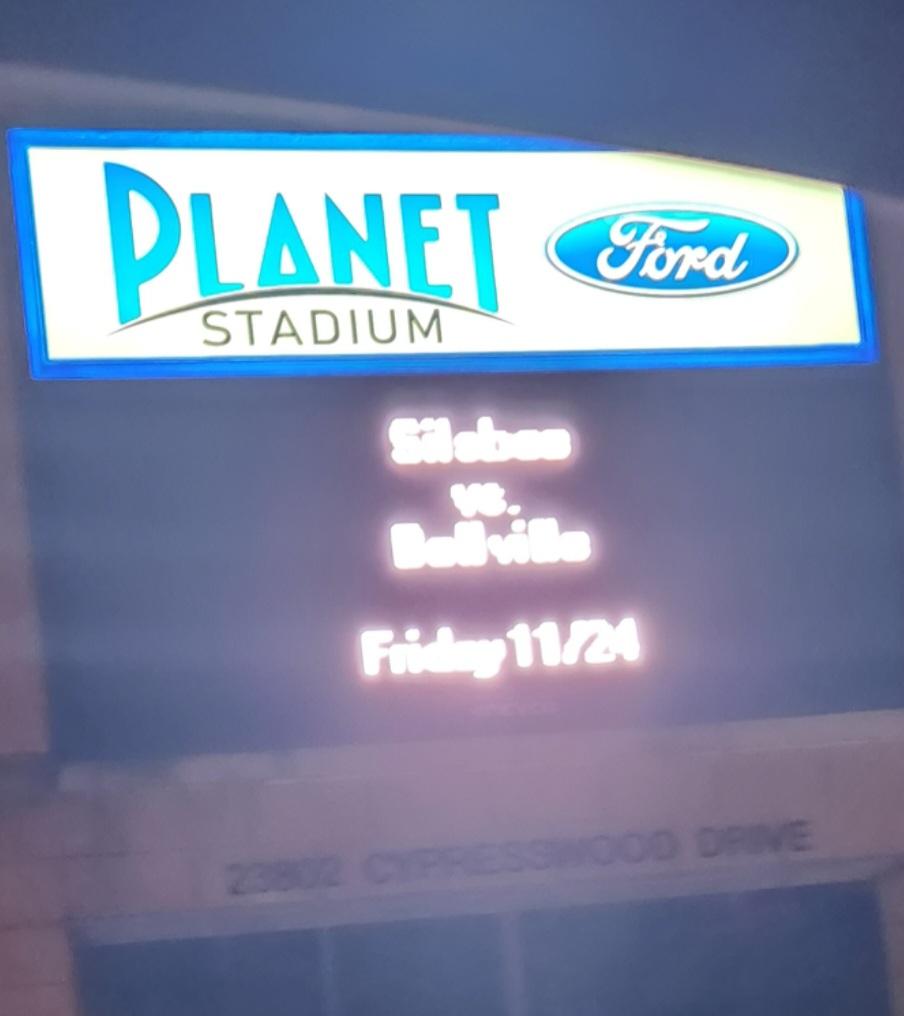 PLANET
STADIUM
Ford
Silsbee
vs.
Bellville
Friday 11/24
23802 CYPRESSWOOD DRIVE